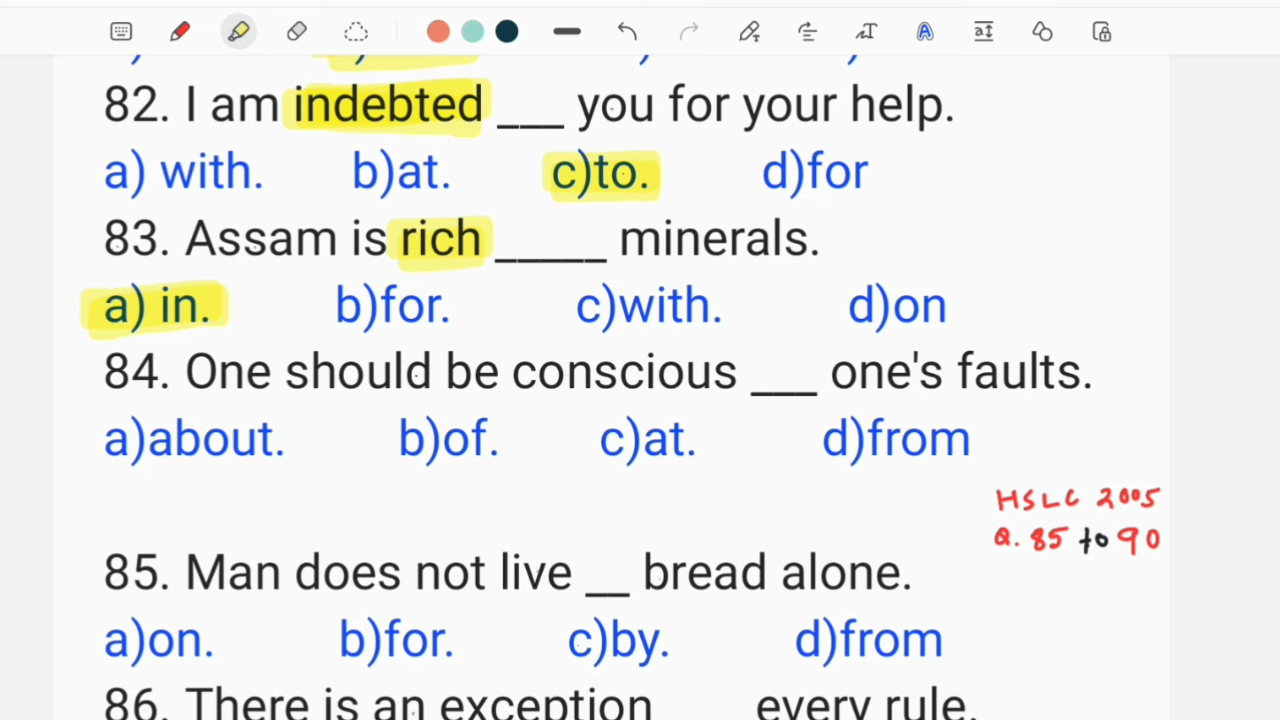 82. I am indebted ___ you for your help.
a) with. b)at. c)to. d)for
83. Assam is rich _____ minerals.
a) in. b)for. c)with. d)on
84. One should be conscious ___ one's faults.
a)about. b)of. c)at. d)from
HSLC 2005
Q. 85 to 90
85. Man does not live __ bread alone.
a)on. b)for. c)by. d)from
86. There is an exception ____ every rule.